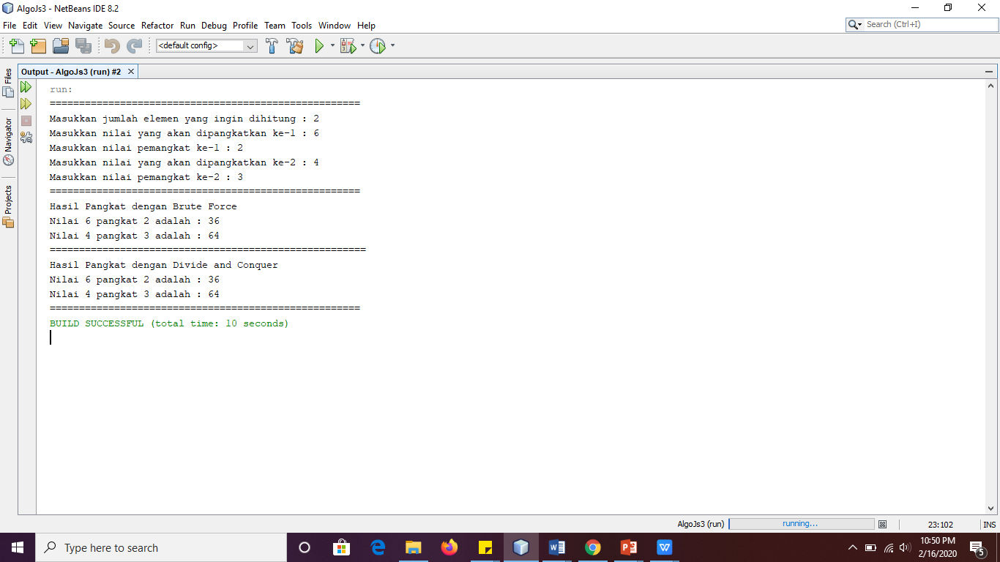 AlgoJs3 - NetBeans IDE 8.2
File Edit View Navigate Source Refactor Run Debug Profile Team Tools Window Help
Search (Ctrl+I)
<default config>
Output - AlgoJs3 (run) #2
Files
Navigator
Projects
run:
=====================================================
Masukkan jumlah elemen yang ingin dihitung : 2
Masukkan nilai yang akan dipangkatkan ke-1 : 6
Masukkan nilai pemangkat ke-1 : 2
Masukkan nilai yang akan dipangkatkan ke-2 : 4
Masukkan nilai pemangkat ke-2 : 3
=====================================================
Hasil Pangkat dengan Brute Force
Nilai 6 pangkat 2 adalah : 36
Nilai 4 pangkat 3 adalah : 64
======================================================
Hasil Pangkat dengan Divide and Conquer
Nilai 6 pangkat 2 adalah : 36
Nilai 4 pangkat 3 adalah : 64
=====================================================
BUILD SUCCESSFUL (total time: 10 seconds)
AlgoJs3 (run) running... 23:102 INS
Type here to search
10:50 PM
2/16/2020
5